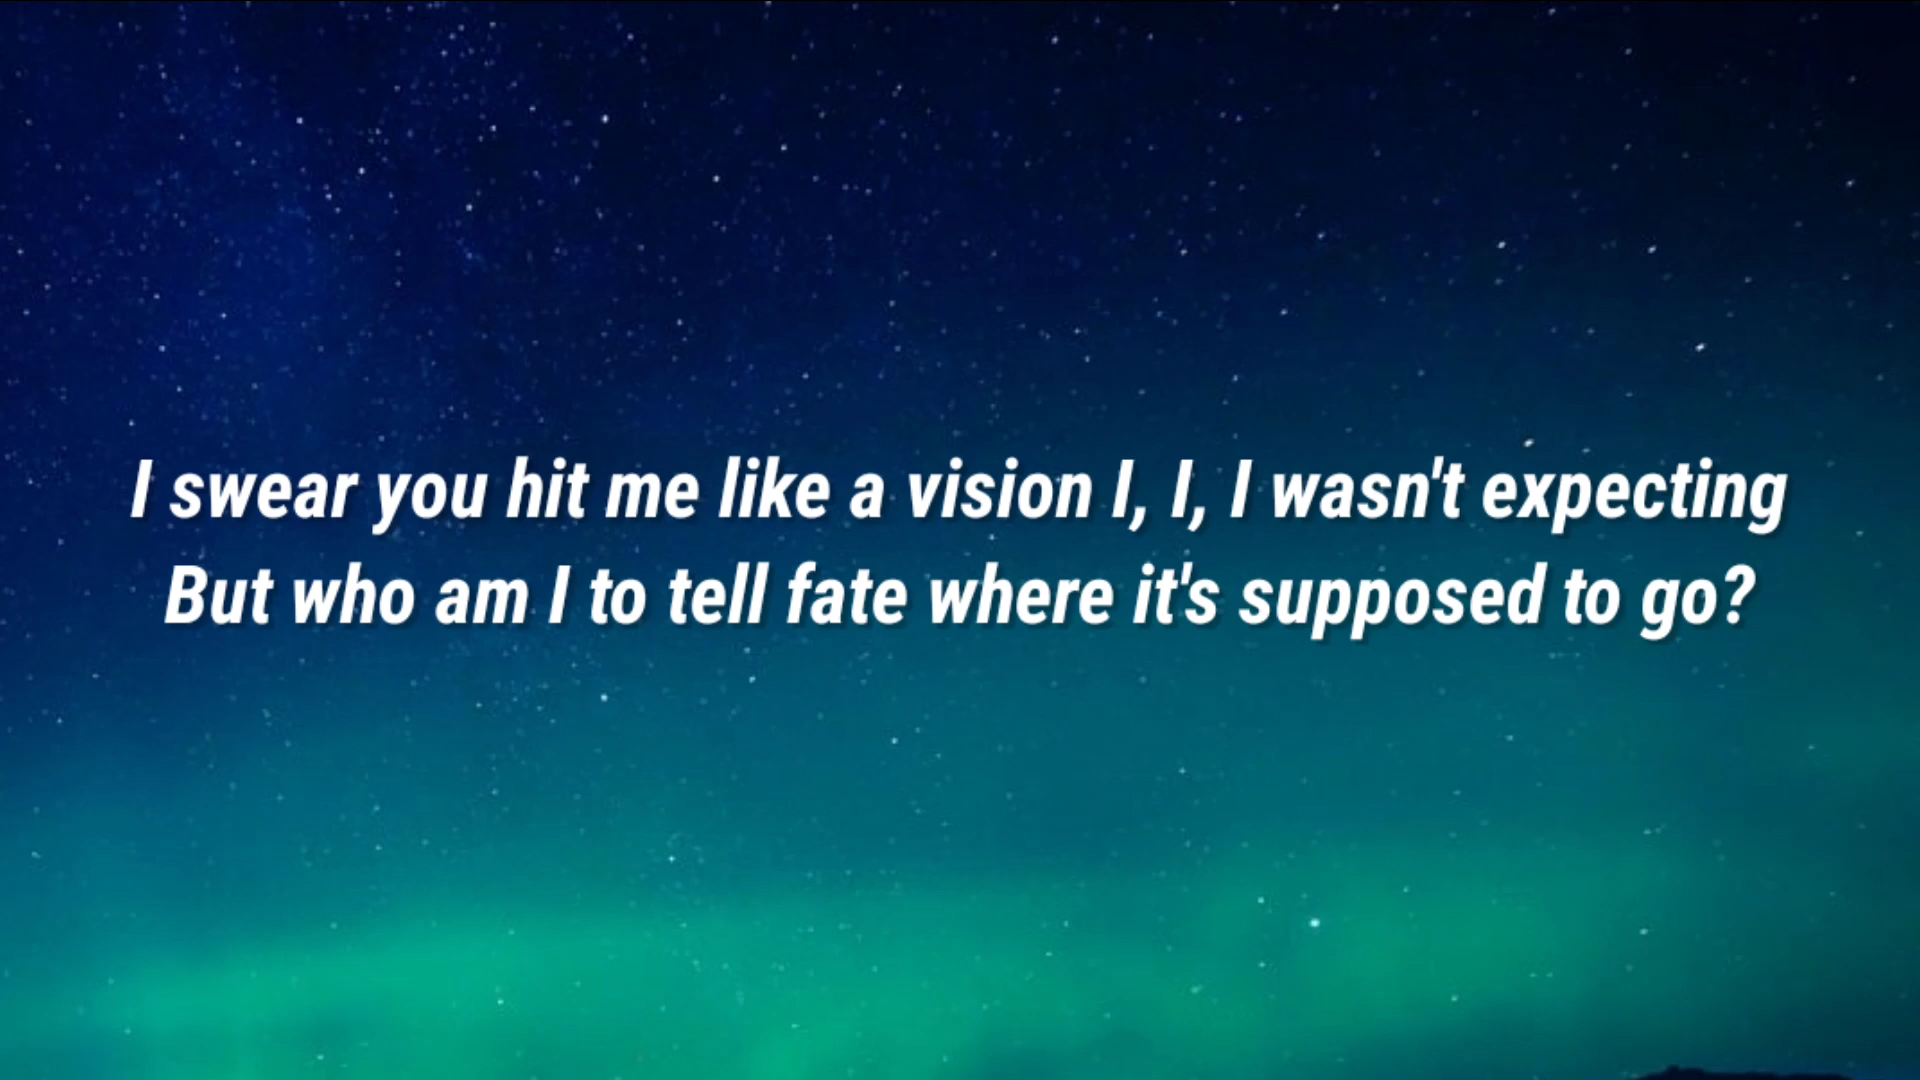 I swear you hit me like a vision I, I, I wasn't expecting
But who am I to tell fate where it's supposed to go?